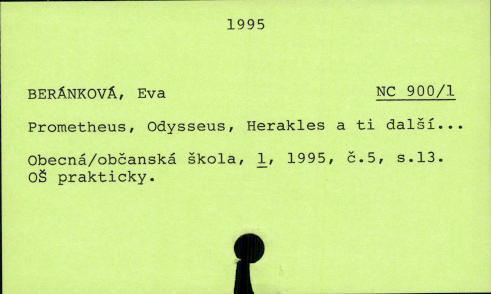 1995
BERÁNKOVÁ, Eva NC 900/1
Prometheus, Odysseus, Herakles a ti další...
Obecná/občanská škola, 1, 1995, č.5, s.13.
OŠ prakticky.